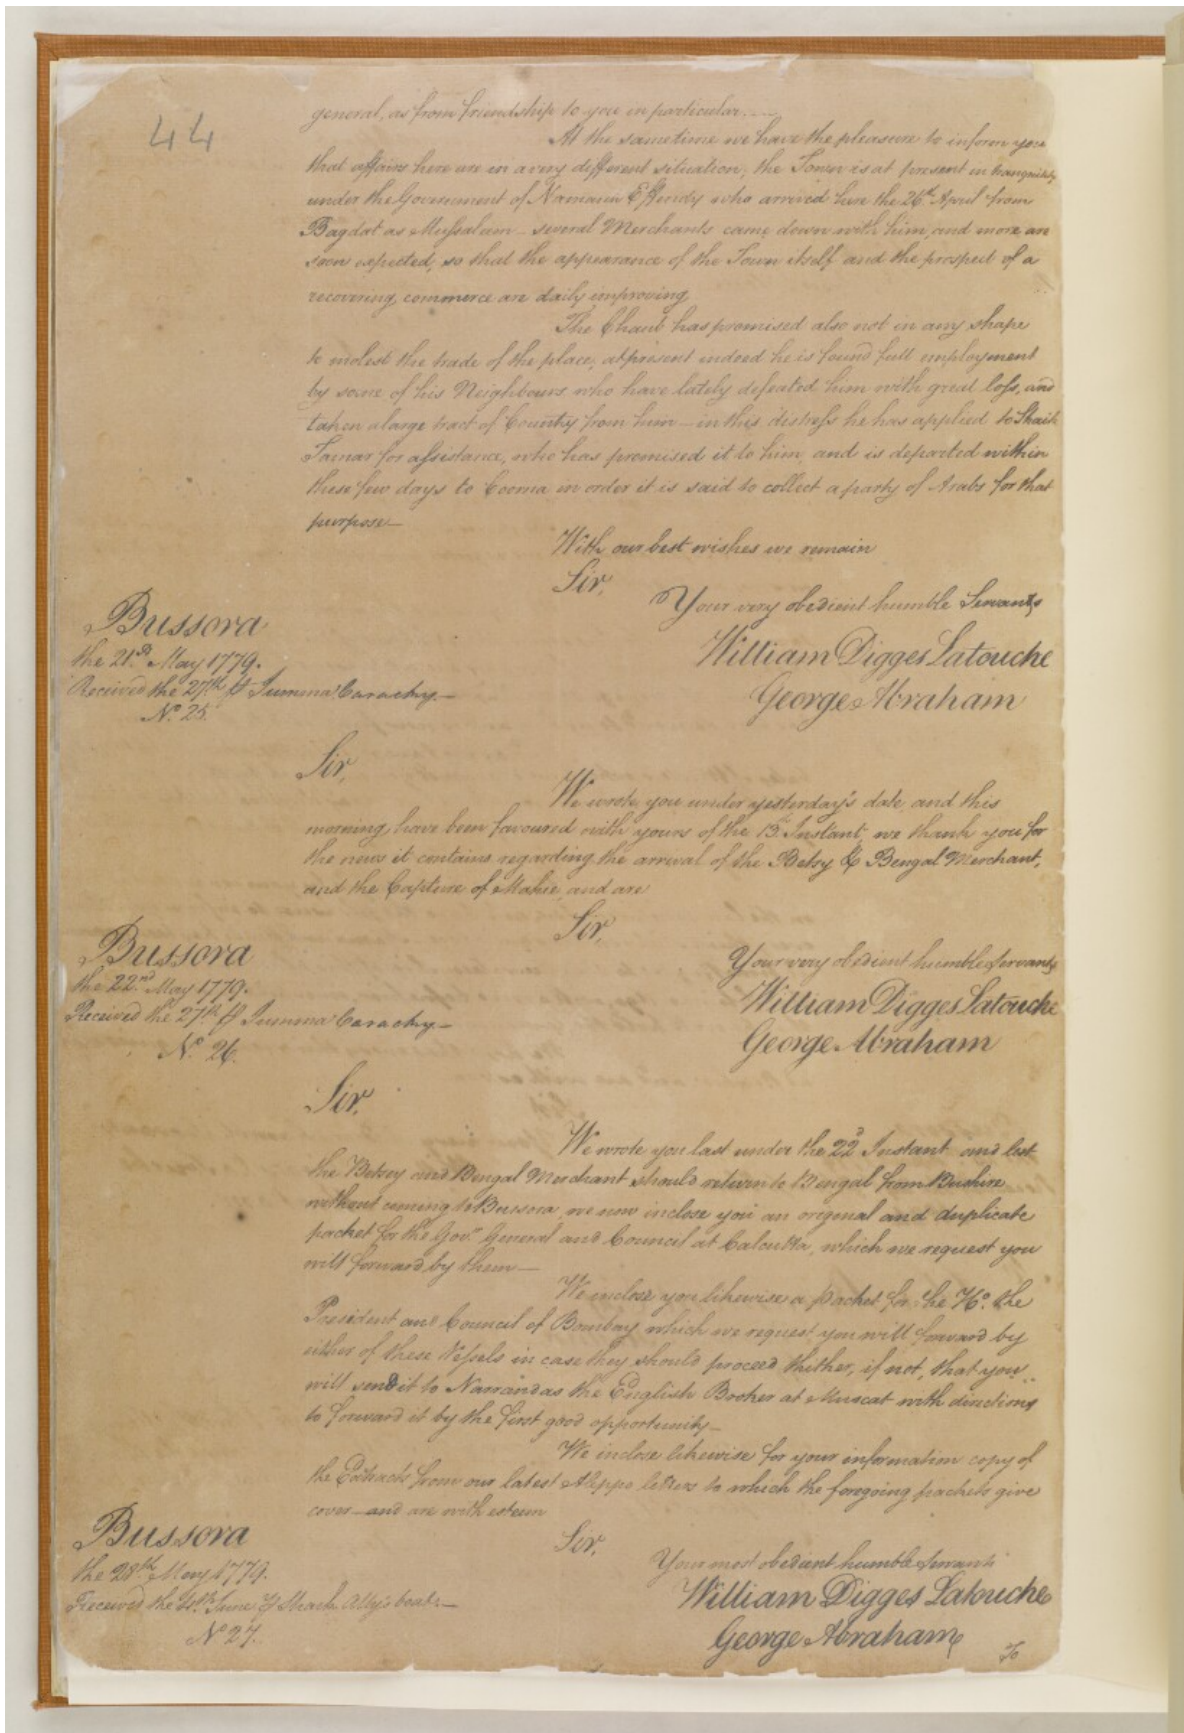 44
general, as from friendship to you in particular.—
At the sametime we have the pleasure to inform you
that affairs here are in a very different situation, the Town is at present in tranquility
under the Government of Namaun Effendy who arrived here the 26th. April from
Bagdat as Mussalem — several Merchants came down with him, and more are
soon expected, so that the appearance of the Town itself and the prospect of a
recovering commerce are daily improving
The Chaub has promised also not in any shape
to molest the trade of the place, at present indeed he is found full employment
by some of his Neighbours who have lately defeated him with great loss, and
taken a large tract of Country from him — in this distress he has applied to Shaik
Tamar for assistance, who has promised it to him, and is departed within
these few days to Coorna in order it is said to collect a party of Arabs for that
purpose—
With our best wishes we remain
Sir,
Your very obedient humble Servants
William Digges Latouche
George Abraham
Bussora
the 21st. May 1779.
Received the 27th. Jumma Carachy—
No. 25.
Sir,
We wrote you under yesterday's date, and this
morning have been favoured with yours of the 13. Instant, we thank you for
the news it contains regarding the arrival of the Betsy & Bengal Merchant,
and the Capture of Mahie, and are
Sir,
Your very obedient humble Servants
William Digges Latouche
George Abraham
Bussora
the 22nd. May 1779.
Received the 27th. Jumma Carachy—
No. 26.
Sir,
We wrote you last under the 22d Instant and lest
the Betsey and Bengal Merchant should return to Bengal from Bushire
without coming to Bussora, we now inclose you an original and duplicate
packet for the Govr. General and Council at Calcutta, which we request you
will forward by them—
We inclose you likewise a packet for the Ho. the
President and Council of Bombay which we request you will forward by
either of these Vessels in case they should proceed thither, if not, that you
will send it to Narrandas the English Broker at Muscat with directions
to forward it by the first good opportunity—
We inclose likewise for your information copy of
the Extracts from our latest Aleppo letters to which the foregoing packets give
cover — and are with esteem
Sir,
Your most obedient humble Servants
William Digges Latouche
George Abraham
Bussora
the 28th. May 1779.
Received the June Shaik Ally's boat.—
No. 27.
To